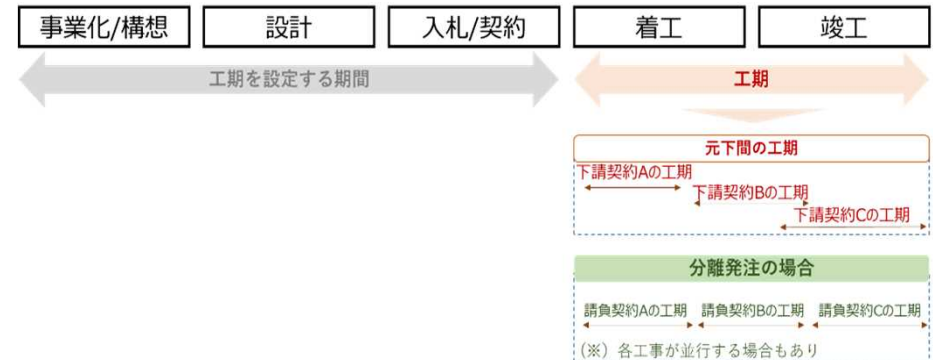 事業化/構想 設計 入札/契約 着工 竣工
工期を設定する期間 工期
元下間の工期
下請契約Aの工期
下請契約Bの工期
下請契約Cの工期
分離発注の場合
請負契約Aの工期 請負契約Bの工期 請負契約Cの工期
(※) 各工事が並行する場合もあり